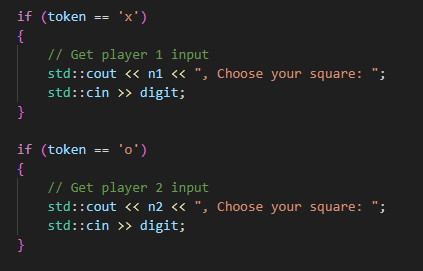 if (token == 'x')
{
    // Get player 1 input
    std::cout << n1 << ", Choose your square: ";
    std::cin >> digit;
}

if (token == 'o')
{
    // Get player 2 input
    std::cout << n2 << ", Choose your square: ";
    std::cin >> digit;
}